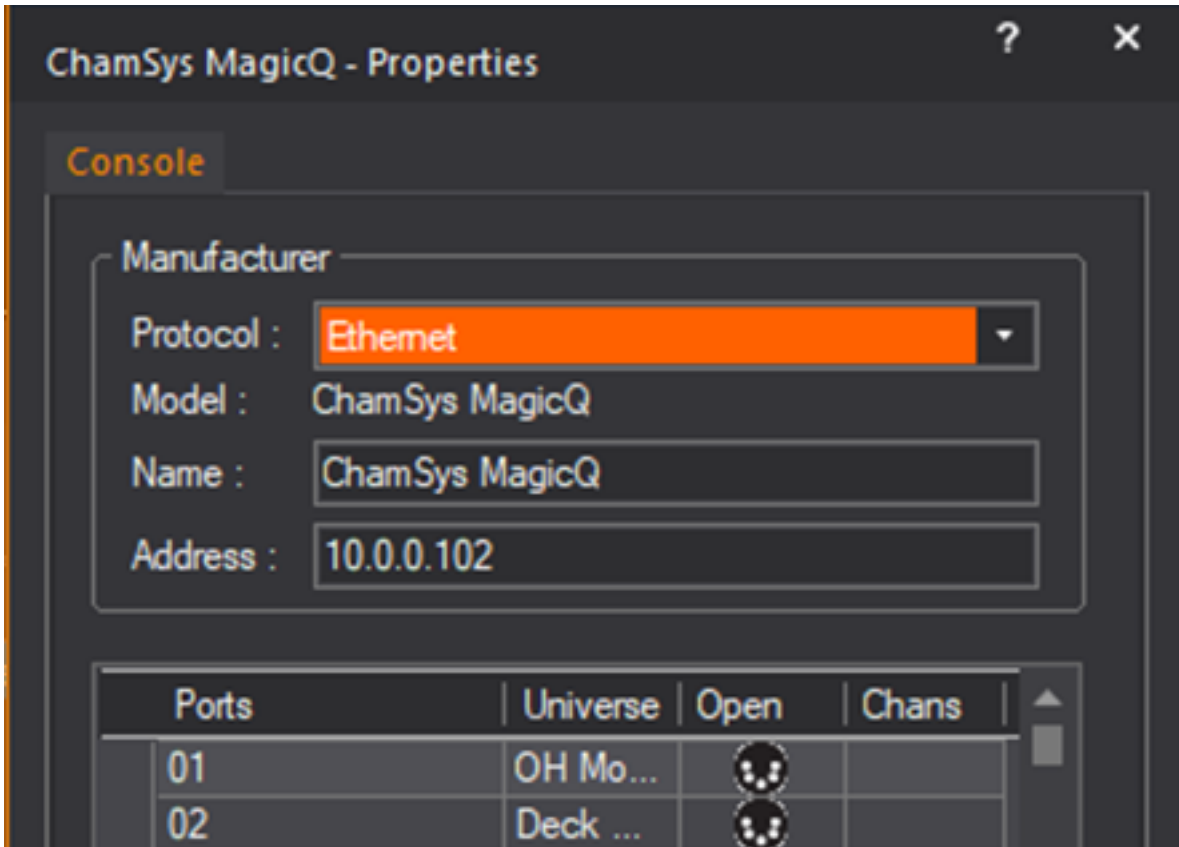 ChamSys MagicQ - Properties ? ×
Console
Manufacturer
Protocol : Ethernet
Model : ChamSys MagicQ
Name : ChamSys MagicQ
Address : 10.0.0.102
Ports Universe Open Chans
01 OH Mo...
02 Deck ...